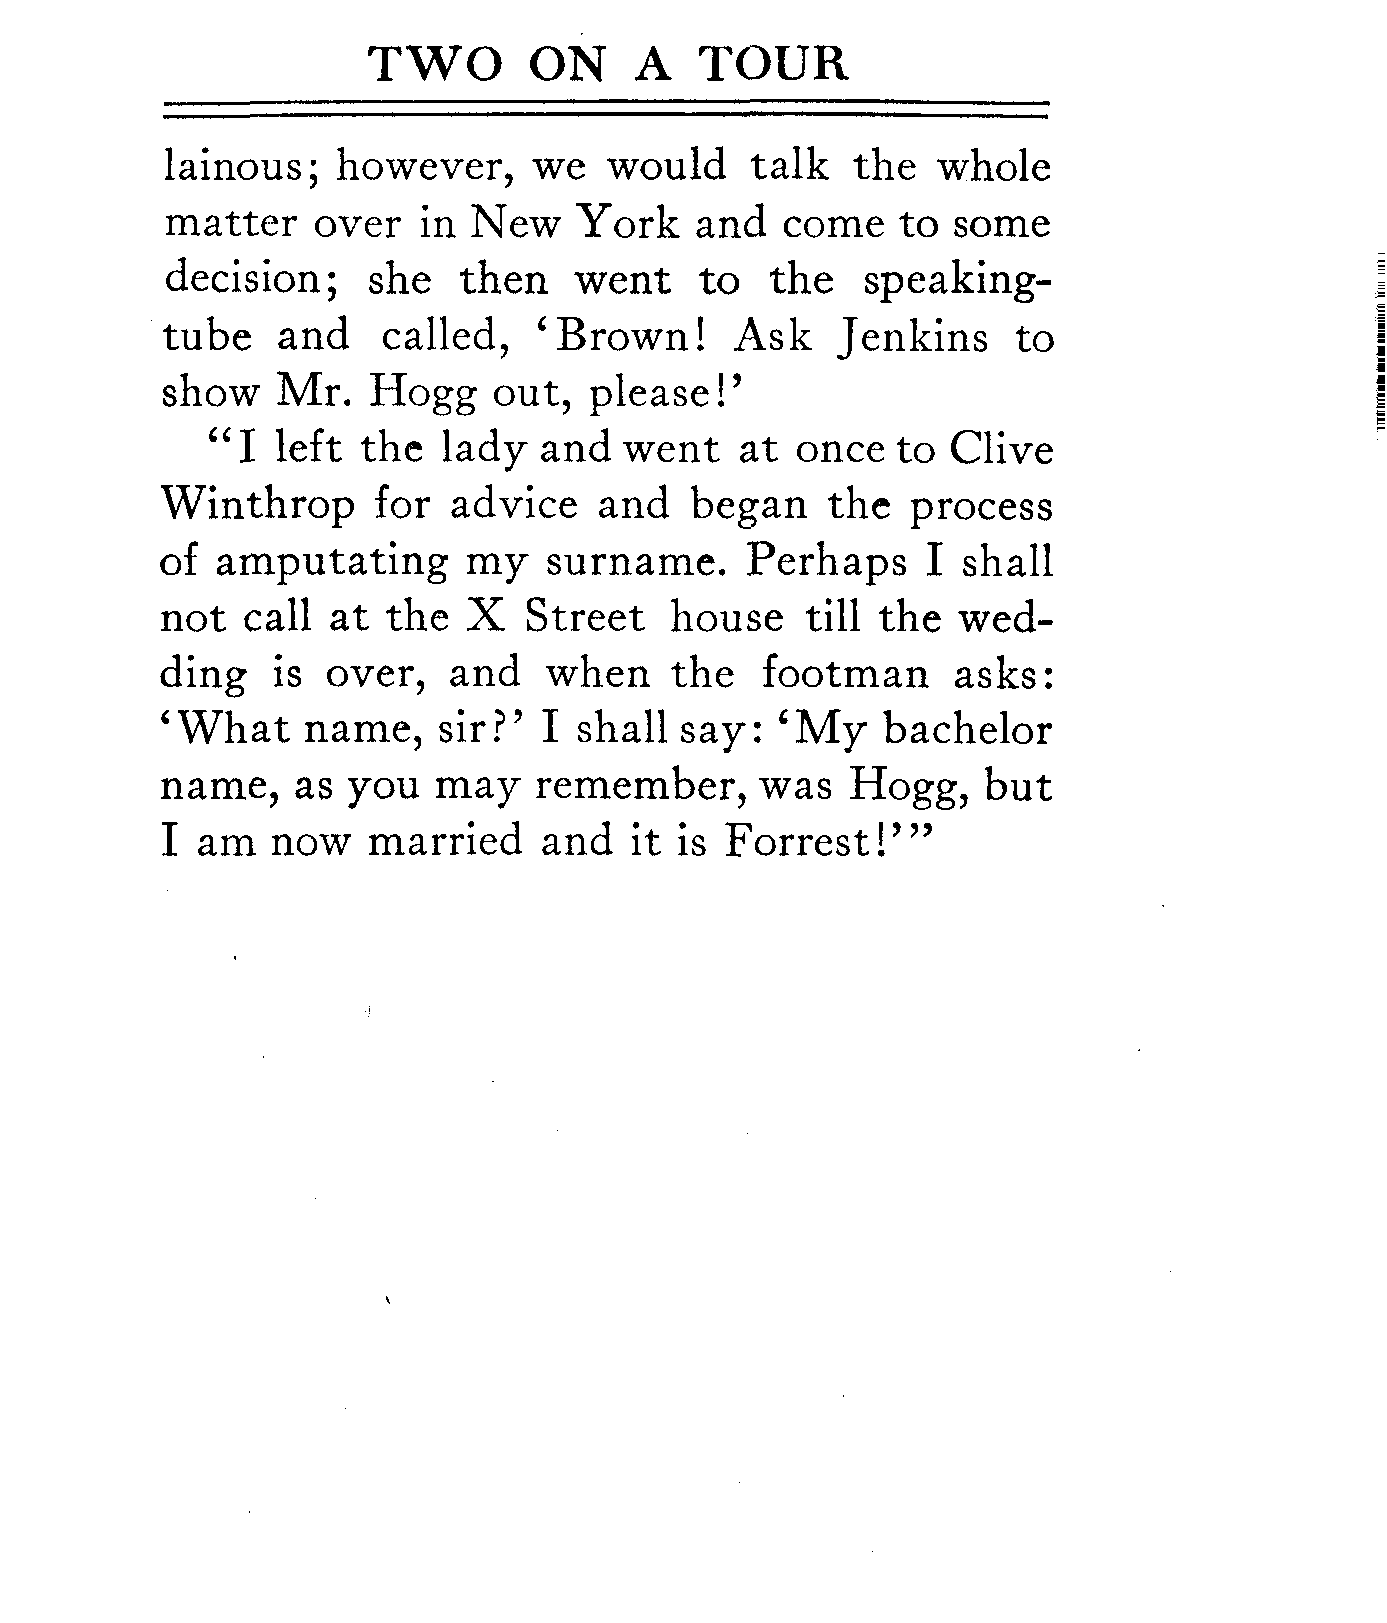 TWO ON A TOUR
lainous; however, we would talk the whole
matter over in New York and come to some
decision; she then went to the speaking-
tube and called, ‘Brown! Ask Jenkins to
show Mr. Hogg out, please!’
“I left the lady and went at once to Clive
Winthrop for advice and began the process
of amputating my surname. Perhaps I shall
not call at the X Street house till the wed-
ding is over, and when the footman asks:
‘What name, sir?’ I shall say: ‘My bachelor
name, as you may remember, was Hogg, but
I am now married and it is Forrest!’”